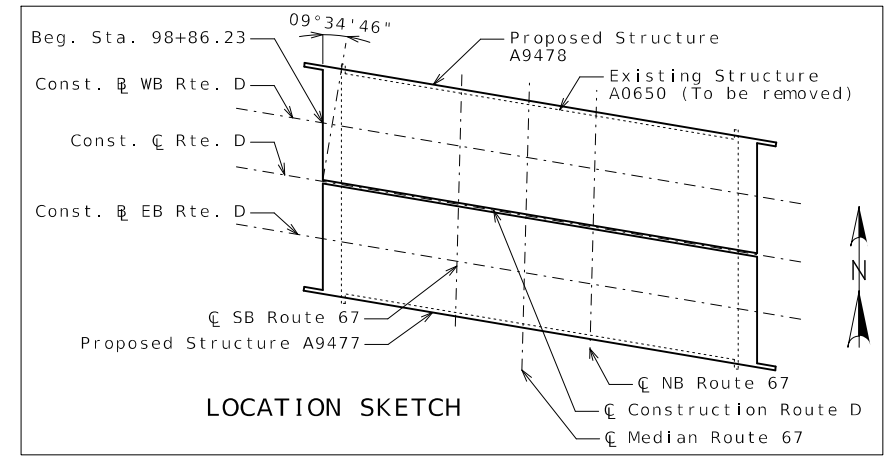 09°34'46"
Beg. Sta. 98+86.23
Proposed Structure
A9478
Existing Structure
A0650 (To be removed)
Const. ℄ WB Rte. D
Const. ℄ Rte. D
Const. ℄ EB Rte. D
N
℄ SB Route 67
Proposed Structure A9477
℄ NB Route 67
℄ Construction Route D
℄ Median Route 67
LOCATION SKETCH